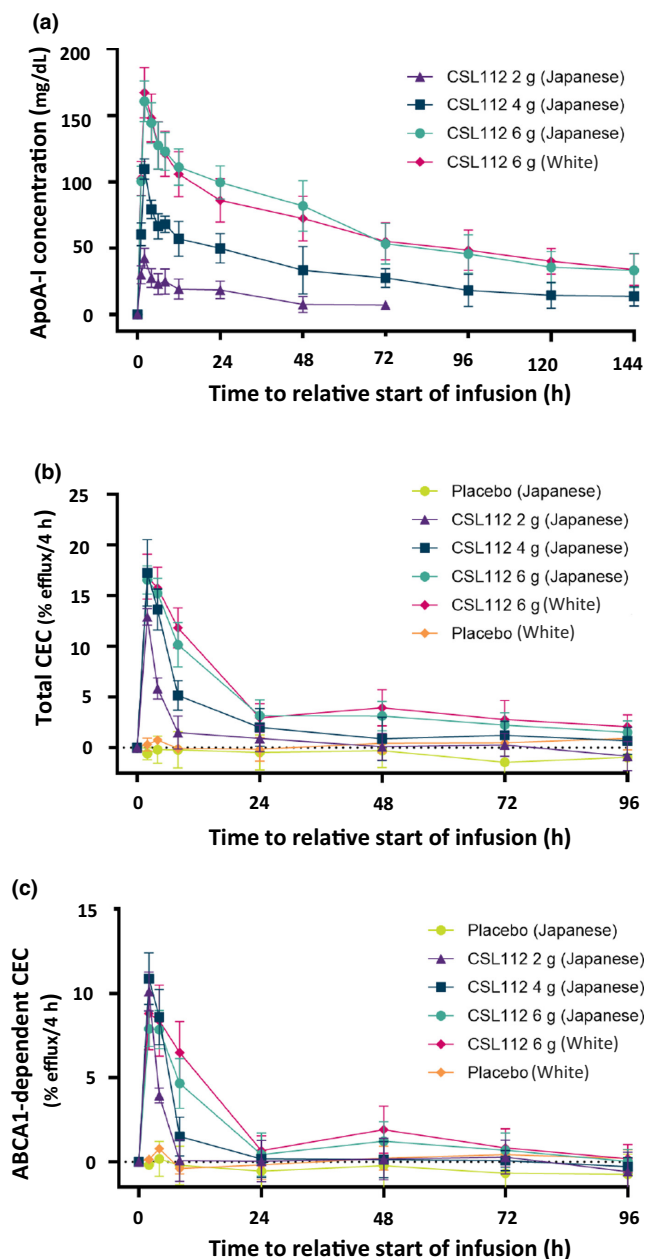 (a)
ApoA-I concentration (mg/dL)
200
150
100
50
0
CSL112 2 g (Japanese)
CSL112 4 g (Japanese)
CSL112 6 g (Japanese)
CSL112 6 g (White)
0 24 48 72 96 120 144
Time to relative start of infusion (h)
(b)
Total CEC (% efflux/4 h)
25
20
15
10
5
0
Placebo (Japanese)
CSL112 2 g (Japanese)
CSL112 4 g (Japanese)
CSL112 6 g (Japanese)
CSL112 6 g (White)
Placebo (White)
0 24 48 72 96
Time to relative start of infusion (h)
(c)
ABCA1-dependent CEC
(% efflux/4 h)
15
10
5
0
Placebo (Japanese)
CSL112 2 g (Japanese)
CSL112 4 g (Japanese)
CSL112 6 g (Japanese)
CSL112 6 g (White)
Placebo (White)
0 24 48 72 96
Time to relative start of infusion (h)